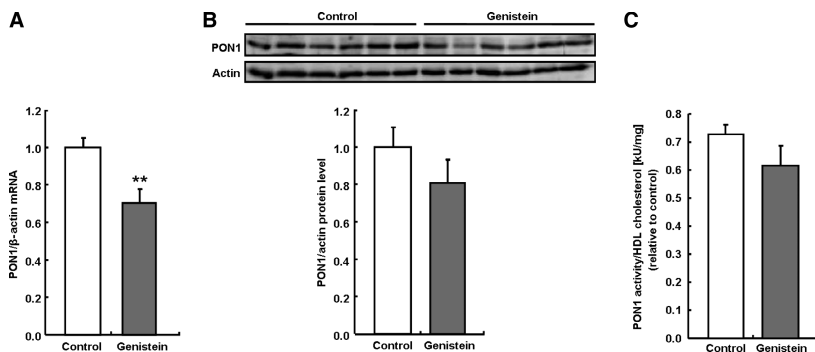 A
B
C
Control Genistein
PON1
Actin
PON1/β-actin mRNA
1.2
1.0
0.8
0.6
0.4
0.2
0.0
**
Control Genistein
PON1/actin protein level
1.2
1.0
0.8
0.6
0.4
0.2
0.0
Control Genistein
PON1 activity/HDL cholesterol [kU/mg]
(relative to control)
0.8
0.7
0.6
0.5
0.4
0.3
0.2
0.1
0.0
Control Genistein